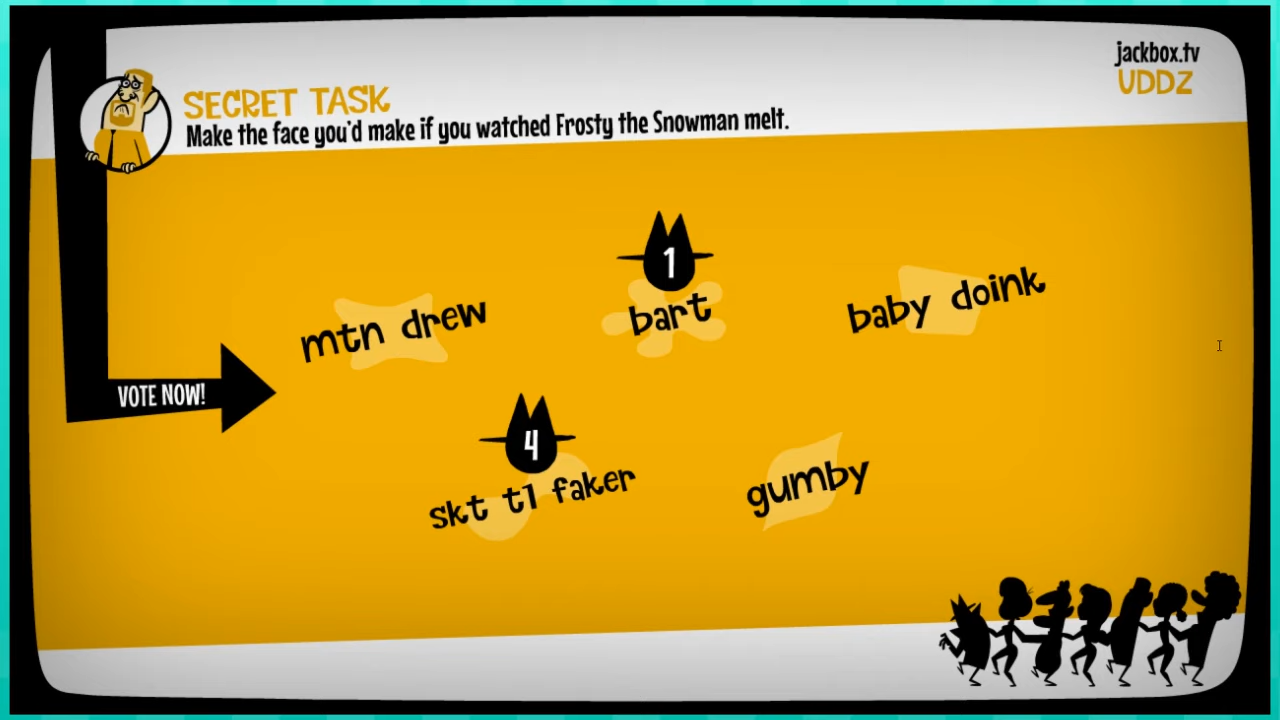 jackbox.tv
UDDZ
SECRET TASK
Make the face you'd make if you watched Frosty the Snowman melt.
1
mtn drew
bart
baby doink
VOTE NOW!
4
skt t1 faker
gumby